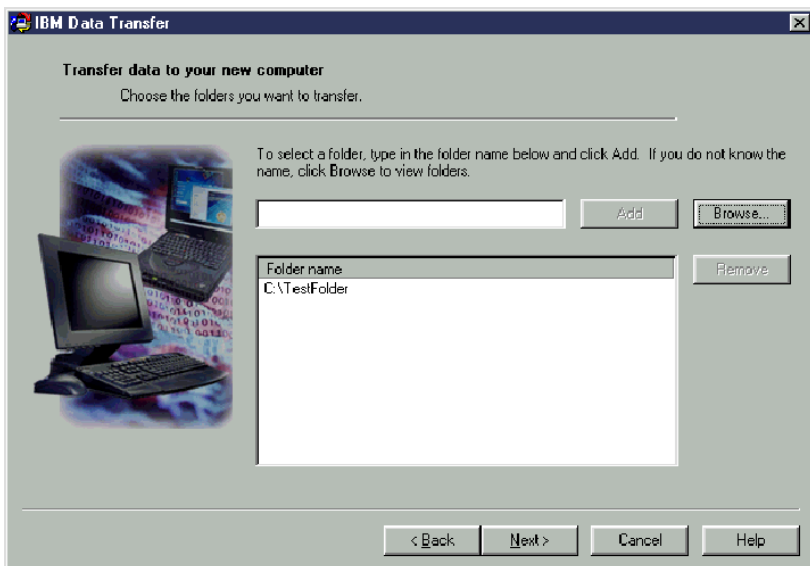 IBM Data Transfer
Transfer data to your new computer
Choose the folders you want to transfer.
To select a folder, type in the folder name below and click Add. If you do not know the
name, click Browse to view folders.
Add
Browse...
Folder name
Remove
C:\TestFolder
< Back
Next >
Cancel
Help